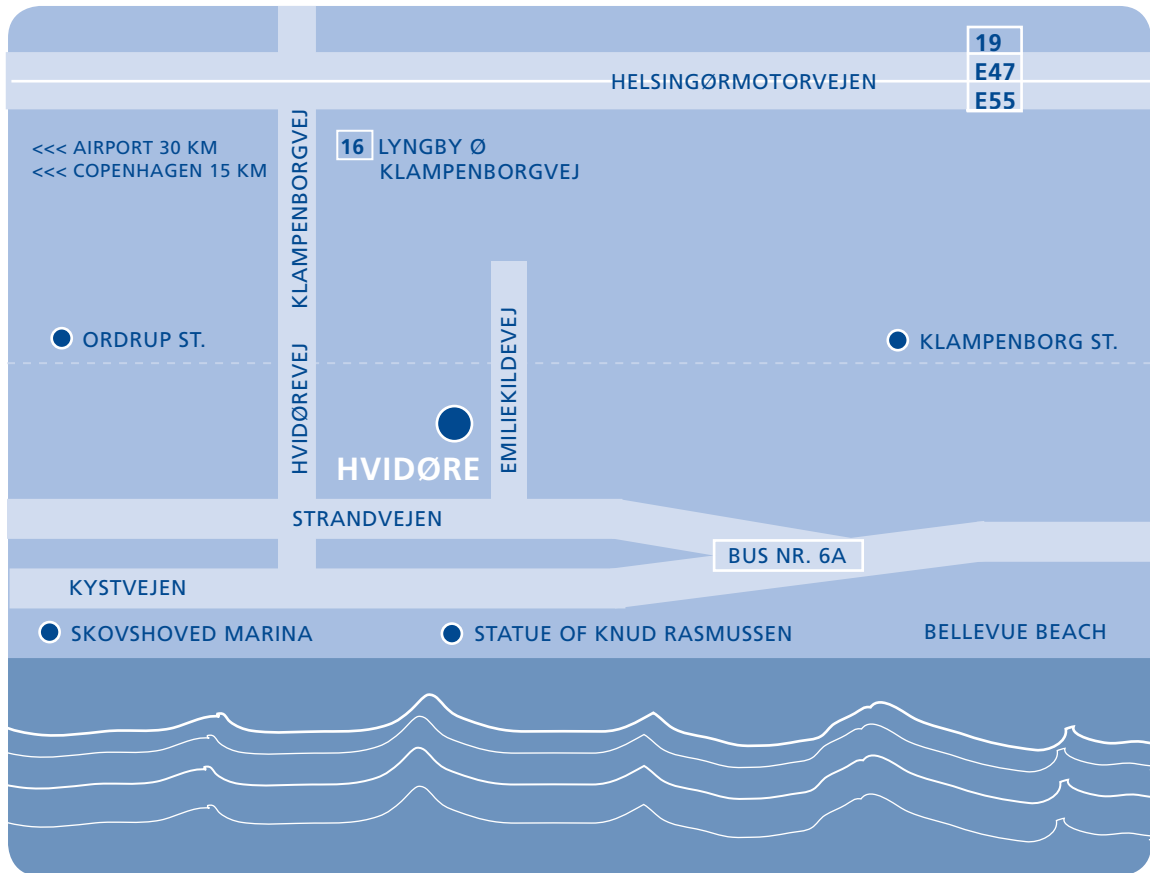 19
E47
E55
HELSINGØRMOTORVEJEN
<<< AIRPORT 30 KM
<<< COPENHAGEN 15 KM
KLAMPENBORGVEJ
16 LYNGBY Ø
KLAMPENBORGVEJ
ORDRUP ST.
KLAMPENBORG ST.
HVIDØREVEJ
EMILIEKILDEVEJ
HVIDØRE
STRANDVEJEN
BUS NR. 6A
KYSTVEJEN
SKOVSHOVED MARINA
STATUE OF KNUD RASMUSSEN
BELLEVUE BEACH